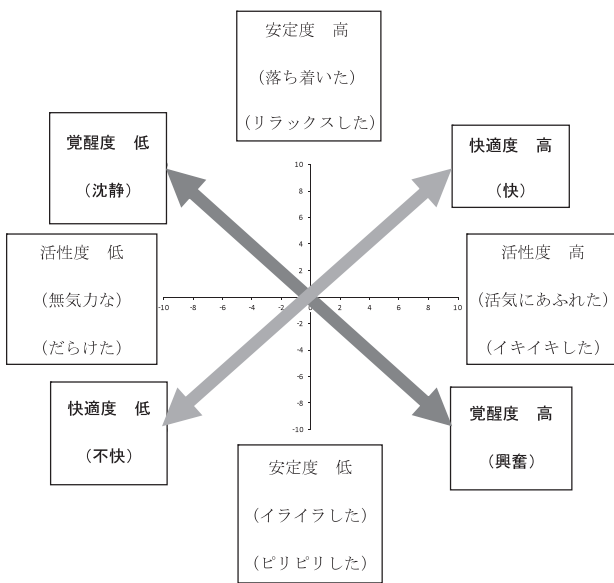 安定度 高
(落ち着いた)
(リラックスした)
覚醒度 低
(沈静)
快適度 高
(快)
活性度 低
(無気力な)
(だらけた)
活性度 高
(活気にあふれた)
(イキイキした)
10
8
6
4
2
0
-2
-4
-6
-8
-10
-10
-8
-6
-4
-2
0
2
4
6
8
10
快適度 低
(不快)
覚醒度 高
(興奮)
安定度 低
(イライラした)
(ピリピリした)